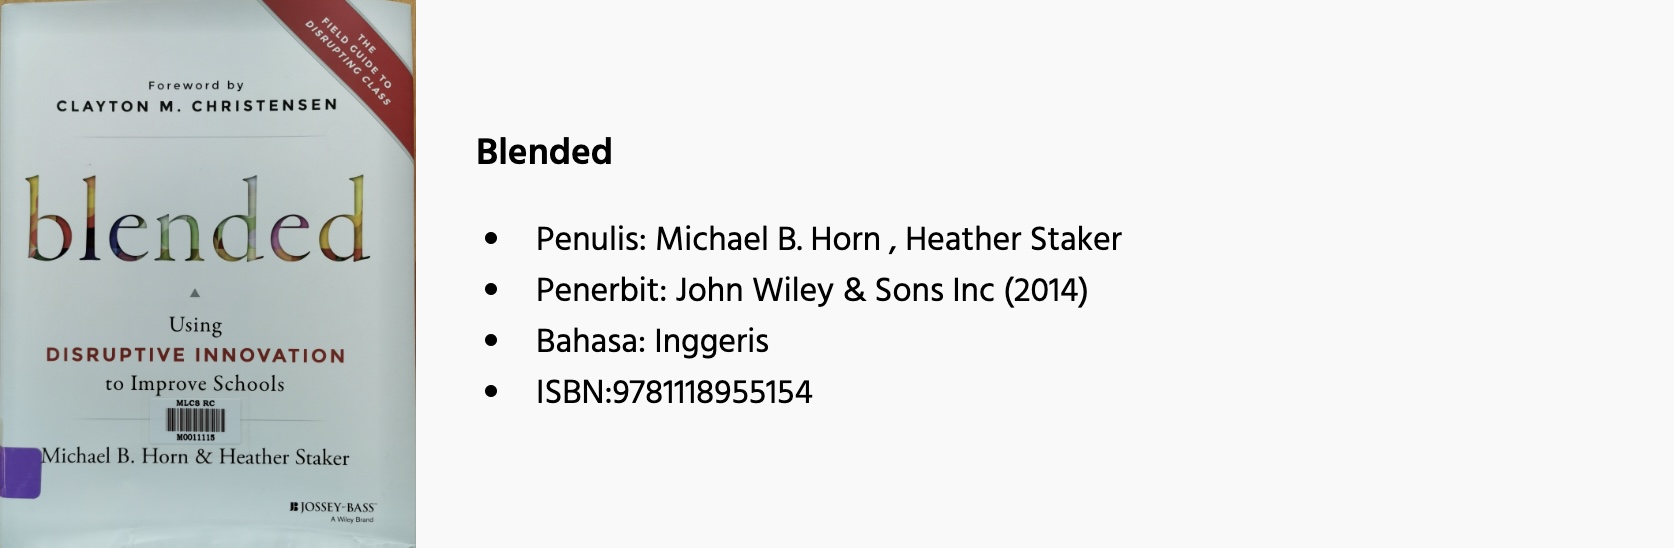 THE
FIELD GUIDE TO
DISRUPTING CLASS
Foreword by
CLAYTON M. CHRISTENSEN
blended
Using
DISRUPTIVE INNOVATION
to Improve Schools
MLCS RC
M0011115
Michael B. Horn & Heather Staker
JOSSEY-BASS
A Wiley Brand
Blended
• Penulis: Michael B. Horn , Heather Staker
• Penerbit: John Wiley & Sons Inc (2014)
• Bahasa: Inggeris
• ISBN:9781118955154